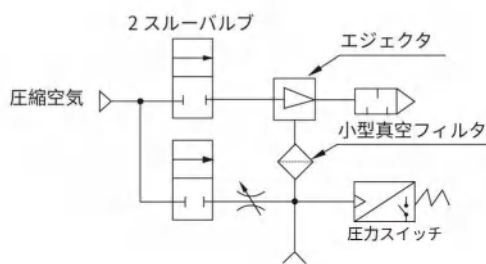 2 スルーバルブ
エジェクタ
圧縮空気
小型真空フィルタ
圧力スイッチ